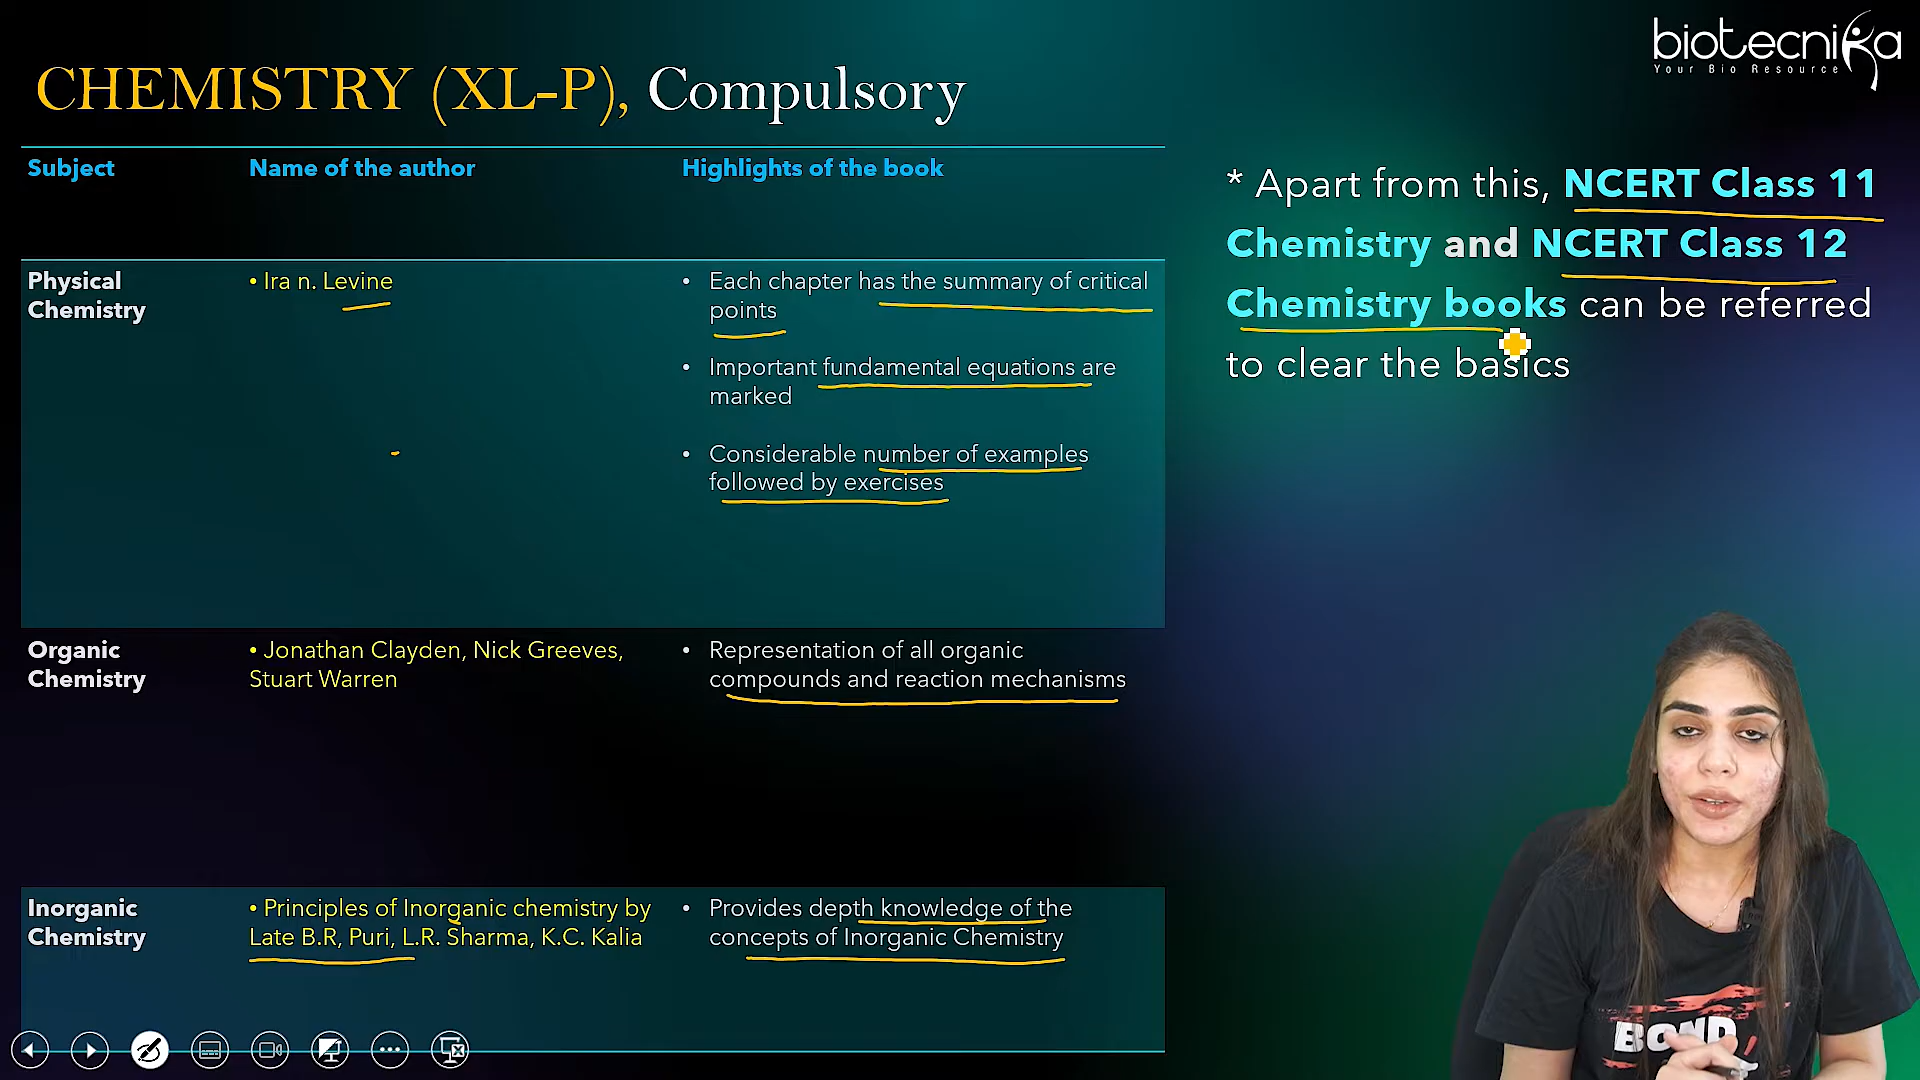 biotecnika
Your Bio Resource
CHEMISTRY (XL-P), Compulsory
Subject
Name of the author
Highlights of the book
Physical
Chemistry
• Ira n. Levine
• Each chapter has the summary of critical
points
• Important fundamental equations are
marked
• Considerable number of examples
followed by exercises
Organic
Chemistry
• Jonathan Clayden, Nick Greeves,
Stuart Warren
• Representation of all organic
compounds and reaction mechanisms
Inorganic
Chemistry
• Principles of Inorganic chemistry by
Late B.R, Puri, L.R. Sharma, K.C. Kalia
• Provides depth knowledge of the
concepts of Inorganic Chemistry
* Apart from this, NCERT Class 11
Chemistry and NCERT Class 12
Chemistry books can be referred
to clear the basics
BOND